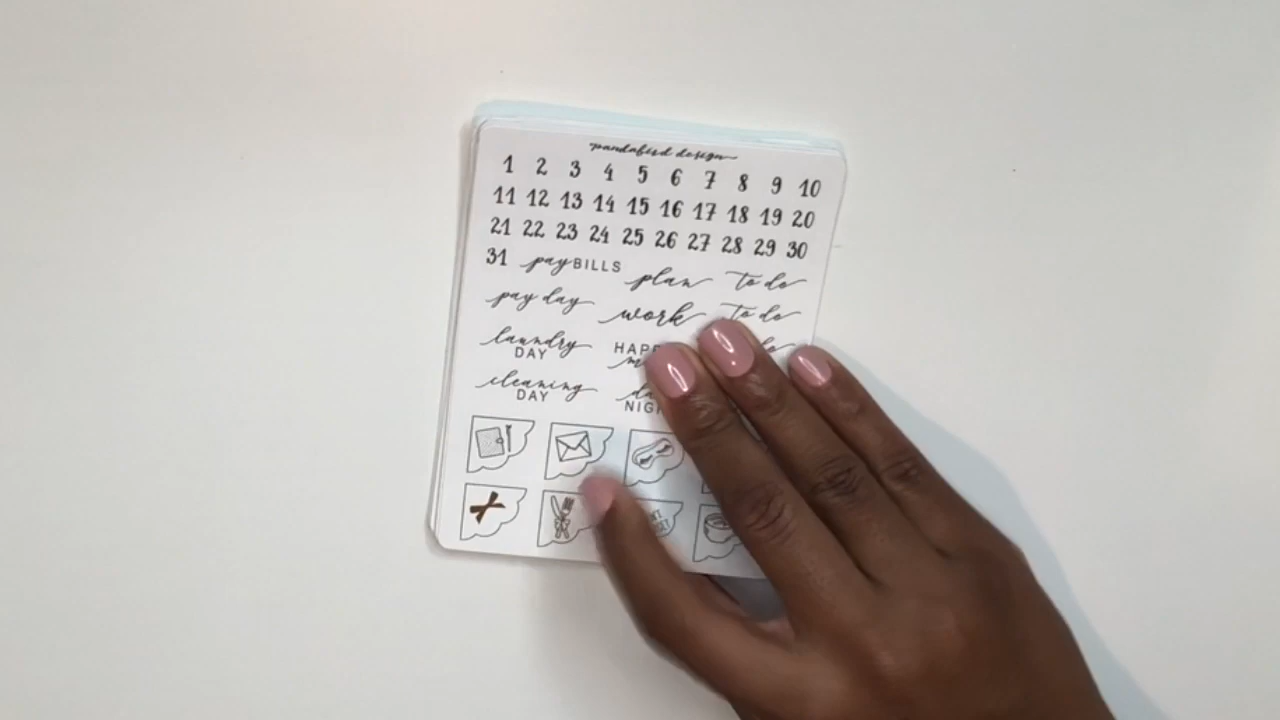 pandabird design
1 2 3 4 5 6 7 8 9 10
11 12 13 14 15 16 17 18 19 20
21 22 23 24 25 26 27 28 29 30
31 pay BILLS plan to do
pay day work to do
laundry DAY
cleaning DAY